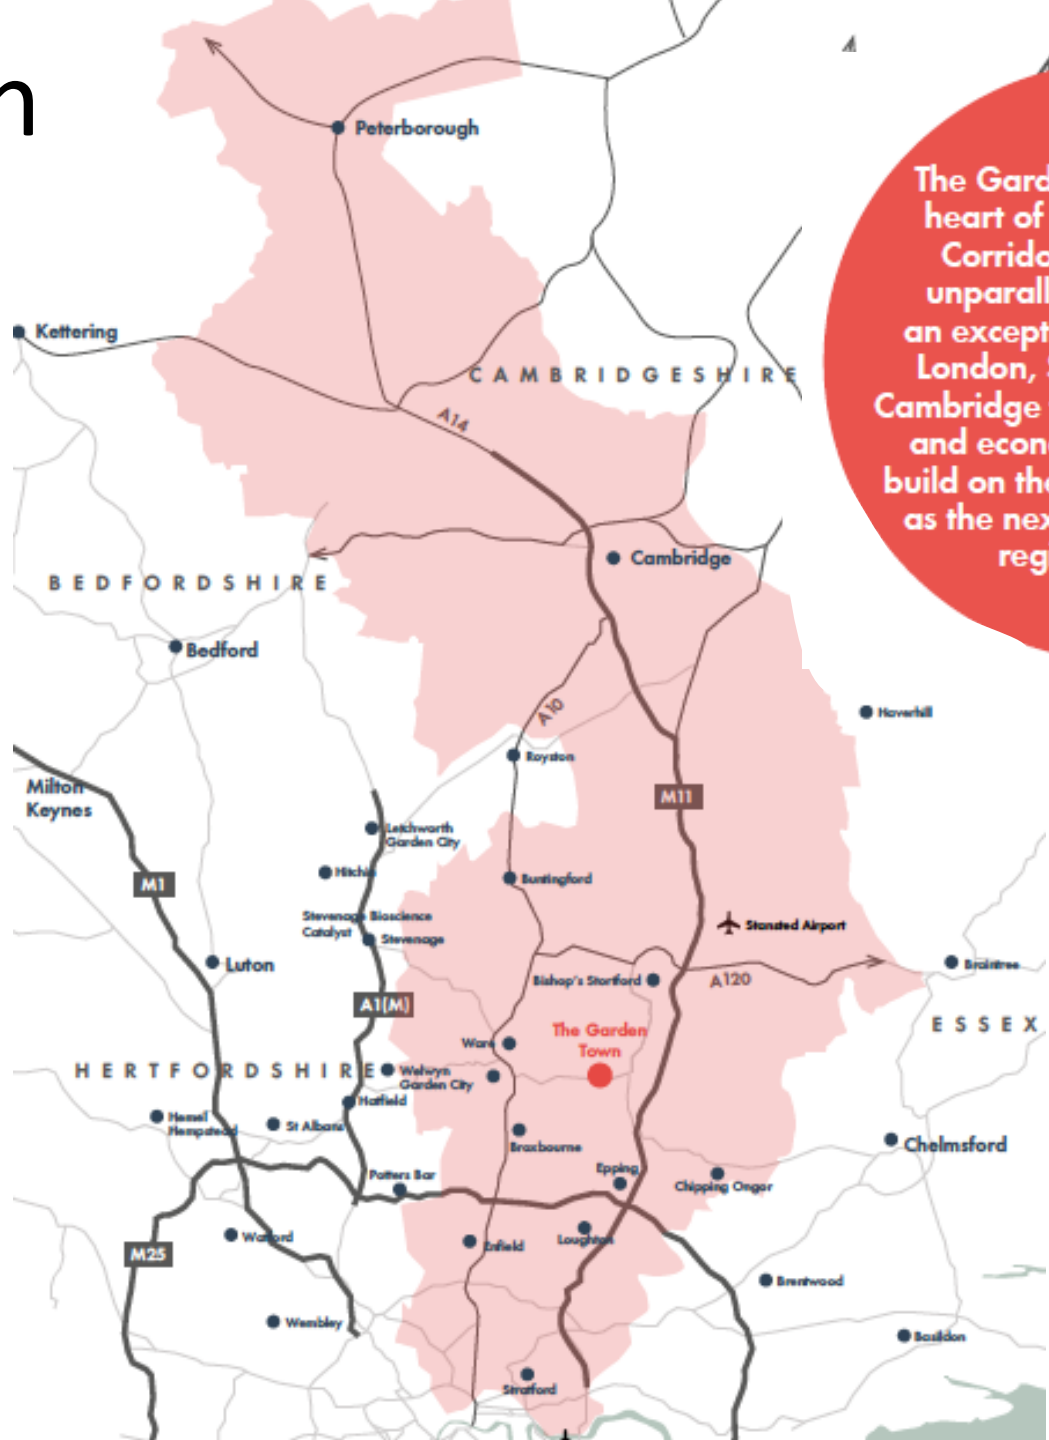 n
Peterborough
The Gard
heart of
Corrido
unparall
an except
London, S
Cambridge
and econo
build on the
as the nex
reg
Kettering
CAMBRIDGESHIRE
A14
Cambridge
BEDFORDSHIRE
Bedford
A10
Haverhill
Royston
Milton
Keynes
M11
Letchworth
Garden City
Hitchin
M1
Buntingford
Stevenage Bioscience
Catalyst
Stevenage
Stansted Airport
Luton
Braintree
Bishop's Stortford
A120
A1(M)
ESSEX
The Garden
Town
Ware
HERTFORDSHIRE
Welwyn
Garden City
Hatfield
Hemel
Hempstead
St Albans
Broxbourne
Chelmsford
Potters Bar
Epping
Chipping Ongar
Watford
M25
Enfield
Loughton
Brentwood
Wembley
Basildon
Stratford